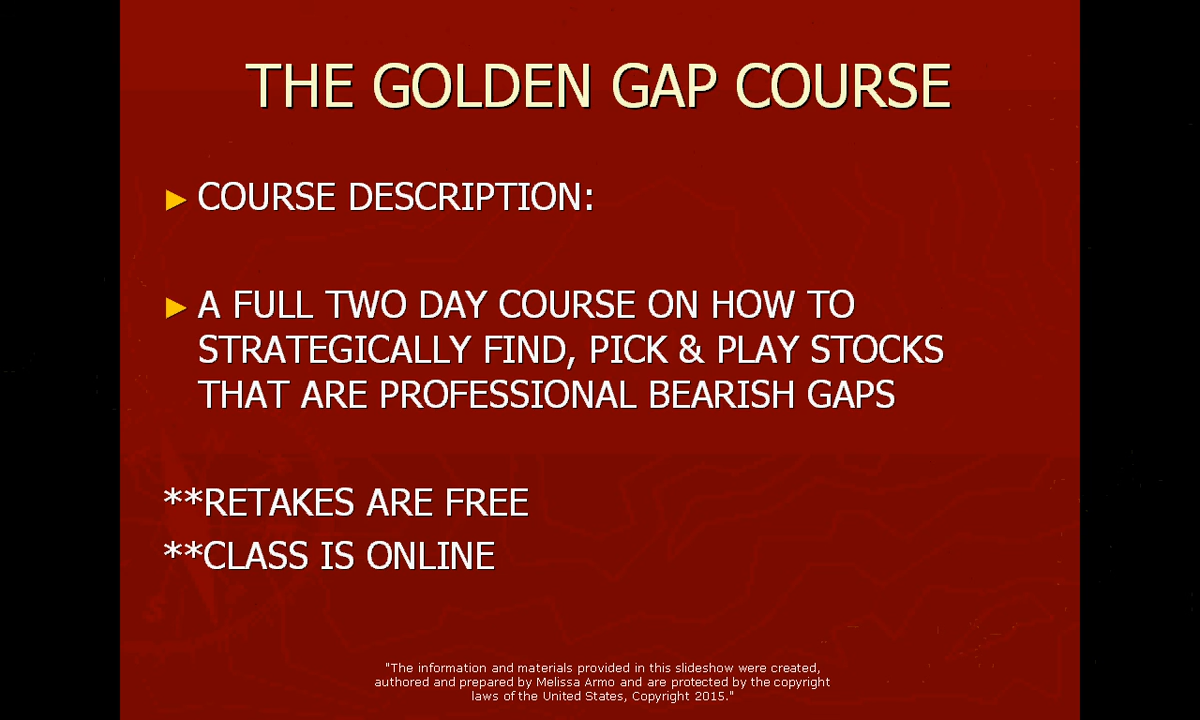 THE GOLDEN GAP COURSE
► COURSE DESCRIPTION:
► A FULL TWO DAY COURSE ON HOW TO
STRATEGICALLY FIND, PICK & PLAY STOCKS
THAT ARE PROFESSIONAL BEARISH GAPS
**RETAKES ARE FREE
**CLASS IS ONLINE
"The information and materials provided in this slideshow were created,
authored and prepared by Melissa Armo and are protected by the copyright
laws of the United States, Copyright 2015."